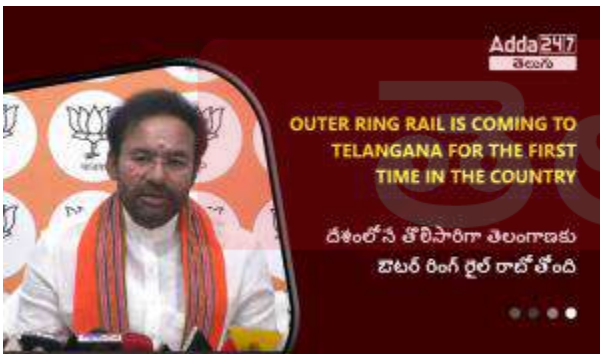 Adda247
తెలుగు
OUTER RING RAIL IS COMING TO
TELANGANA FOR THE FIRST
TIME IN THE COUNTRY
దేశంలోనే తొలిసారిగా తెలంగాణకు
ఔటర్ రింగ్ రైల్ రాబోతోంది